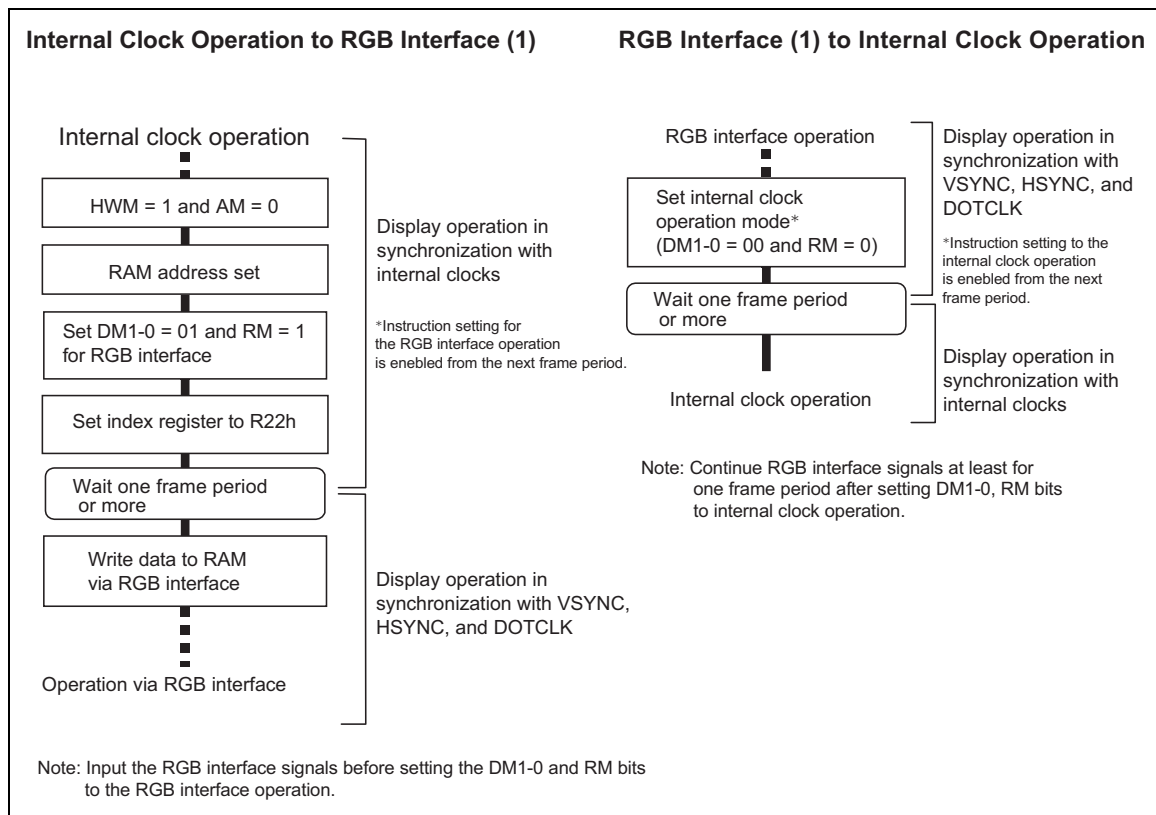 Internal Clock Operation to RGB Interface (1)
Internal clock operation
HWM = 1 and AM = 0
RAM address set
Set DM1-0 = 01 and RM = 1
for RGB interface
Set index register to R22h
Wait one frame period
or more
Write data to RAM
via RGB interface
Operation via RGB interface
Display operation in
synchronization with
internal clocks
*Instruction setting for
the RGB interface operation
is enebled from the next frame period.
Display operation in
synchronization with VSYNC,
HSYNC, and DOTCLK
Note: Input the RGB interface signals before setting the DM1-0 and RM bits
to the RGB interface operation.
RGB Interface (1) to Internal Clock Operation
RGB interface operation
Set internal clock
operation mode*
(DM1-0 = 00 and RM = 0)
Wait one frame period
or more
Internal clock operation
Display operation in
synchronization with
VSYNC, HSYNC, and
DOTCLK
*Instruction setting to the
internal clock operation
is enabled from the next
frame period.
Display operation in
synchronization with
internal clocks
Note: Continue RGB interface signals at least for
one frame period after setting DM1-0, RM bits
to internal clock operation.